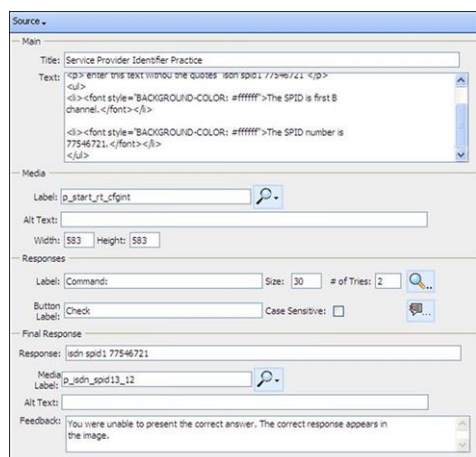 Source
Main
Title: Service Provider Identifier Practice
Text: <p> enter this text withou the quotes "isdn spid1 77546721 </p>
<ul>
<li><font style="BACKGROUND-COLOR: #ffffff">The SPID is first B
channel.</font></li>
<li><font style="BACKGROUND-COLOR: #ffffff">The SPID number is
77546721.</font></li>
</ul>
Media
Label: p_start_rt_cfgint
Alt Text:
Width: 583 Height: 583
Responses
Label: Command: Size: 30 # of Tries: 2
Button Label: Check Case Sensitive:
Final Response
Response: isdn spid1 77546721
Media Label: p_isdn_spid13_12
Alt Text:
Feedback: You were unable to present the correct answer. The correct response appears in
the image.